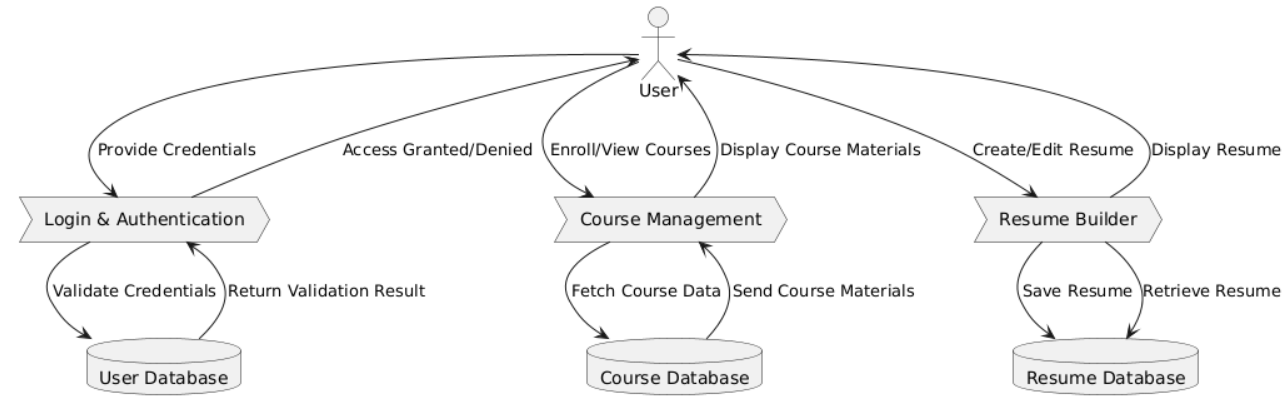 User
Provide Credentials
Access Granted/Denied
Enroll/View Courses
Display Course Materials
Create/Edit Resume
Display Resume
Login & Authentication
Course Management
Resume Builder
Validate Credentials
Return Validation Result
Fetch Course Data
Send Course Materials
Save Resume
Retrieve Resume
User Database
Course Database
Resume Database